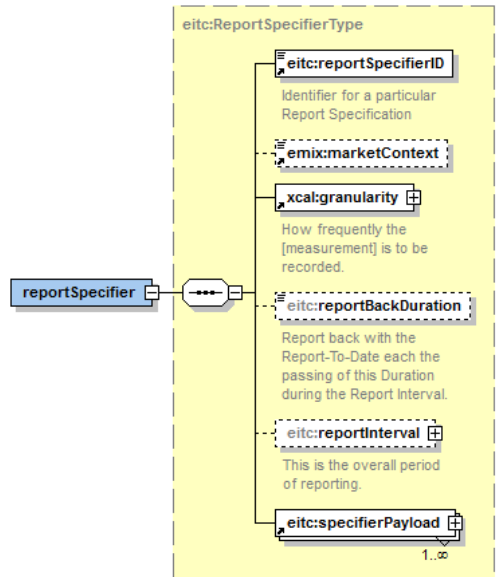 eitc:ReportSpecifierType
eitc:reportSpecifierID
Identifier for a particular
Report Specification
emix:marketContext
xcal:granularity
How frequently the
[measurement] is to be
recorded.
reportSpecifier
eitc:reportBackDuration
Report back with the
Report-To-Date each the
passing of this Duration
during the Report Interval.
eitc:reportInterval
This is the overall period
of reporting.
eitc:specifierPayload
1..∞